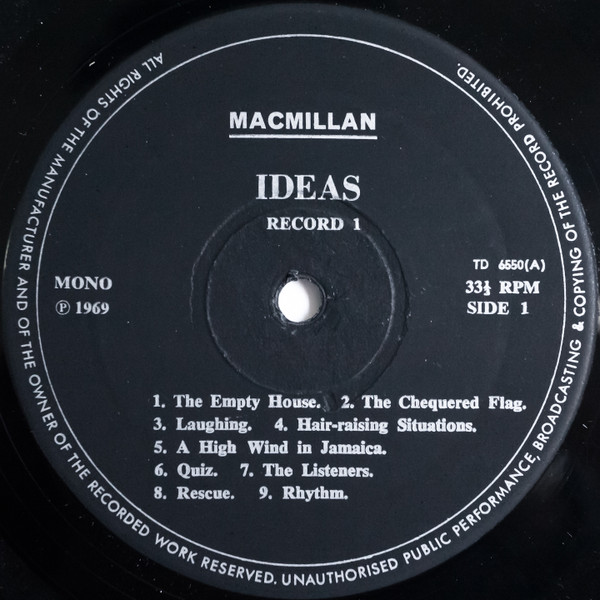 MACMILLAN
IDEAS
RECORD 1
MONO
℗ 1969
TD 6550(A)
33⅓ RPM
SIDE 1
1. The Empty House. 2. The Chequered Flag.
3. Laughing. 4. Hair-raising Situations.
5. A High Wind in Jamaica.
6. Quiz. 7. The Listeners.
8. Rescue. 9. Rhythm.
ALL RIGHTS OF THE MANUFACTURER AND OF THE OWNER OF THE RECORDED WORK RESERVED. UNAUTHORISED PUBLIC PERFORMANCE, BROADCASTING & COPYING OF THE RECORD PROHIBITED.